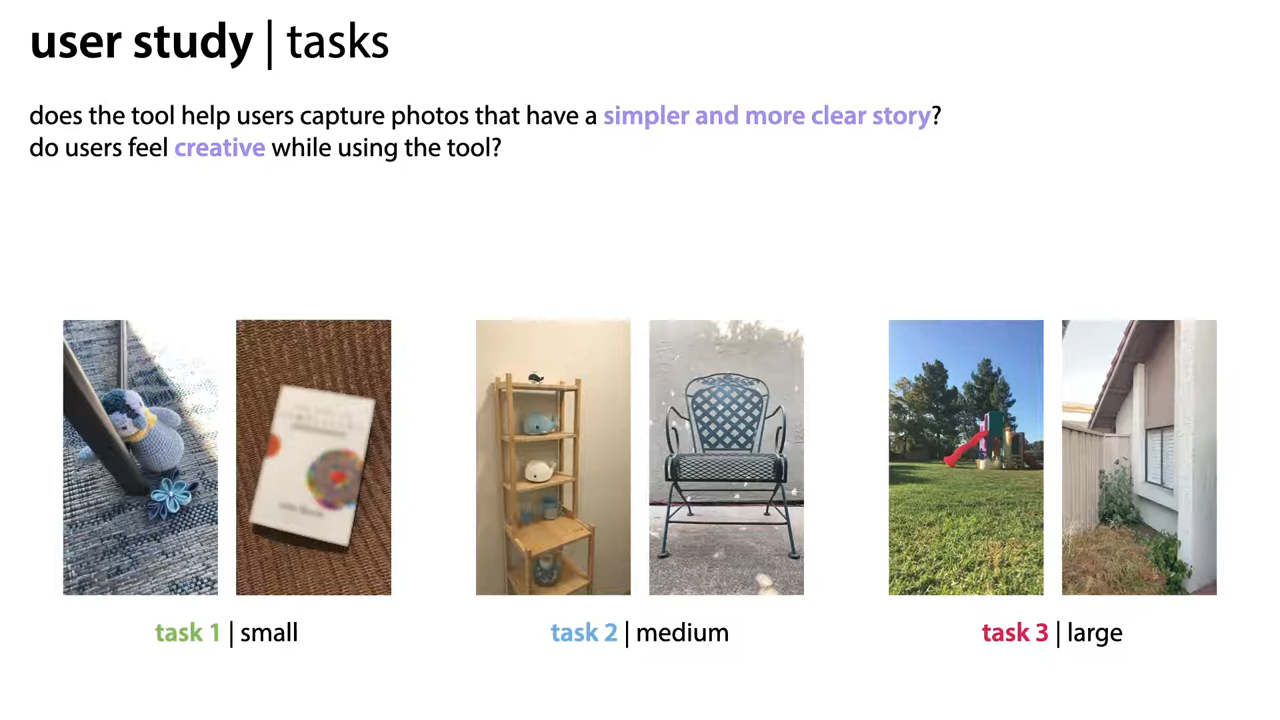 user study | tasks
does the tool help users capture photos that have a simpler and more clear story?
do users feel creative while using the tool?
task 1 | small
task 2 | medium
task 3 | large